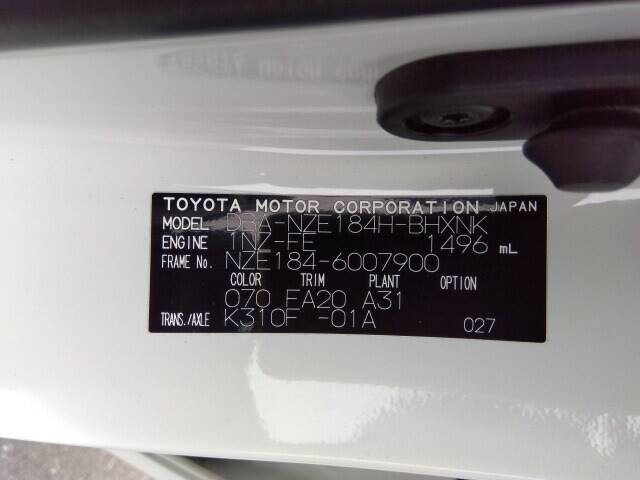 TOYOTA MOTOR CORPORATION JAPAN
MODEL DBA-NZE184H-BHXNK
ENGINE 1NZ-FE 1496 mL
FRAME No. NZE184-6007900
COLOR TRIM PLANT OPTION
070 FA20 A31
TRANS./AXLE K310F -01A 027